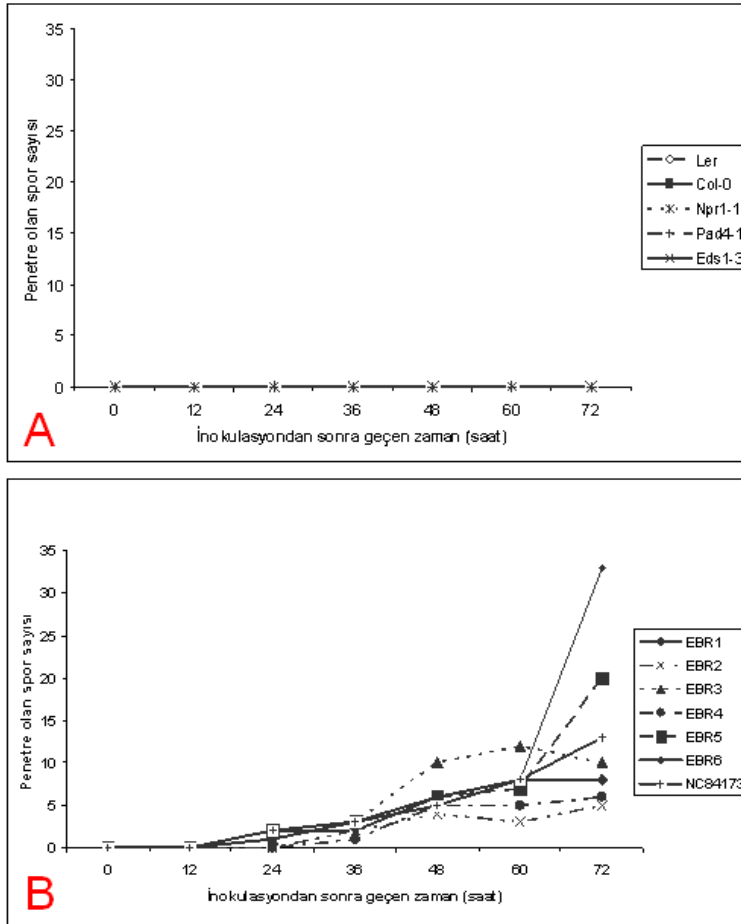 35
30
25
20
15
10
5
0
Penetre olan spor sayısı
0 12 24 36 48 60 72
İnokulasyondan sonra geçen zaman (saat)
Ler
Col-0
Npr1-1
Pad4-1
Eds1-3
A
35
30
25
20
15
10
5
0
Penetre olan spor sayısı
0 12 24 36 48 60 72
İnokulasyondan sonra geçen zaman (saat)
EBR1
EBR2
EBR3
EBR4
EBR5
EBR6
NC84173
B